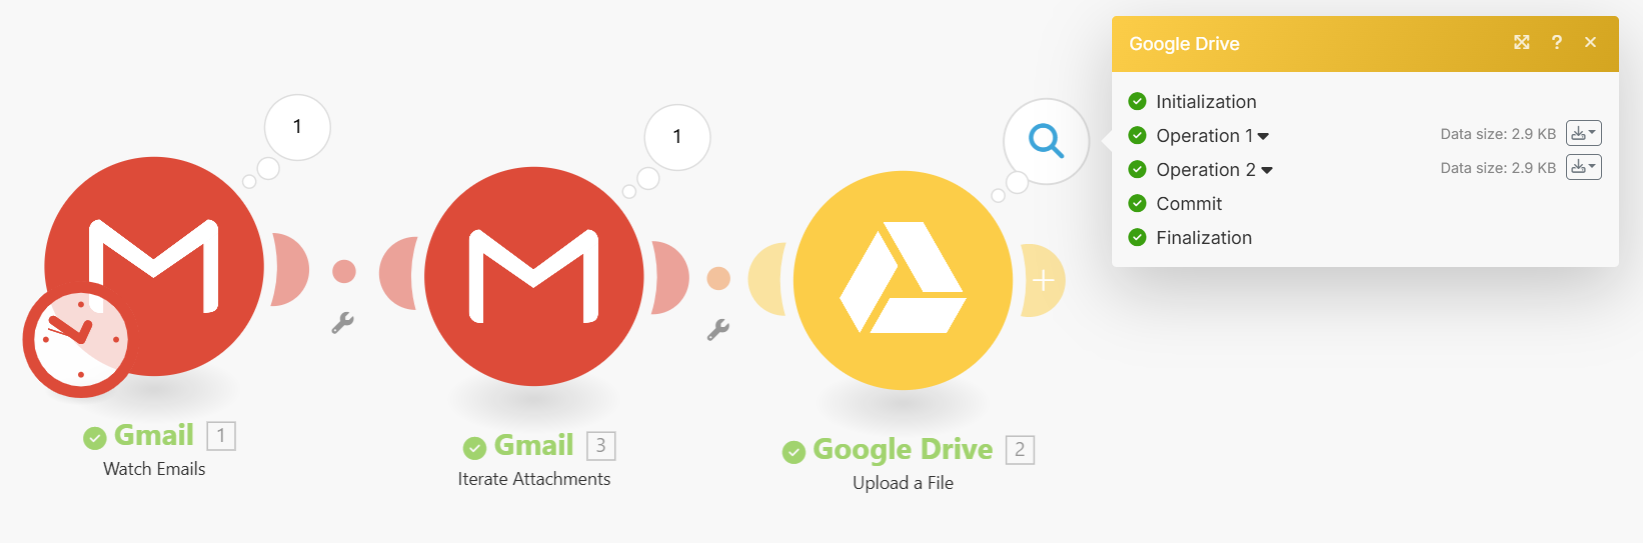 1
Gmail 1
Watch Emails
1
Gmail 3
Iterate Attachments
Google Drive 2
Upload a File
Google Drive ?
Initialization
Operation 1 Data size: 2.9 KB
Operation 2 Data size: 2.9 KB
Commit
Finalization